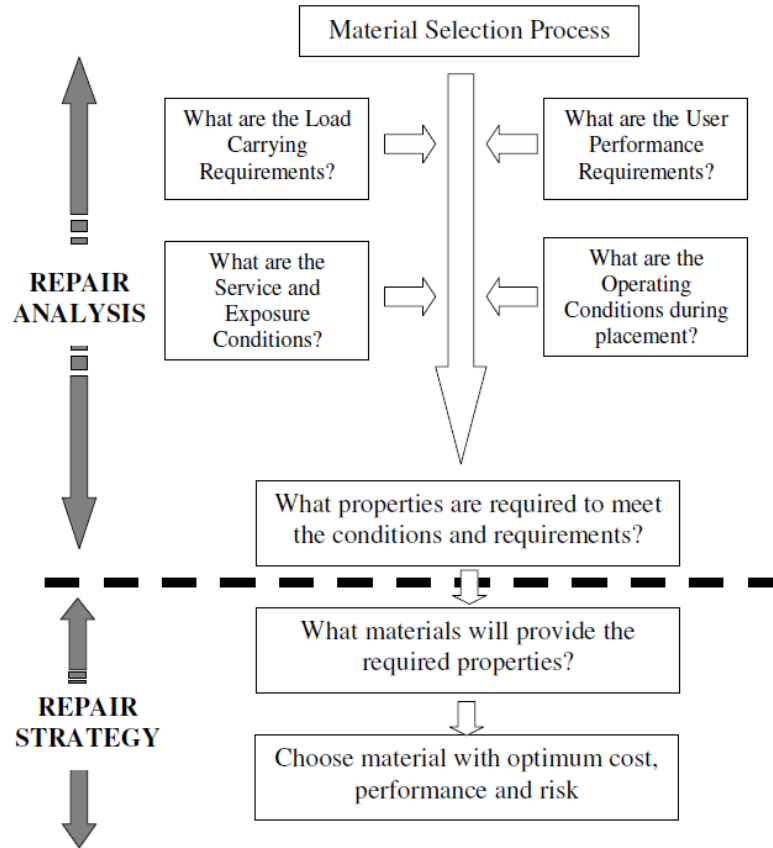 Material Selection Process
What are the Load
Carrying
Requirements?
What are the User
Performance
Requirements?
REPAIR
ANALYSIS
What are the
Service and
Exposure
Conditions?
What are the
Operating
Conditions during
placement?
What properties are required to meet
the conditions and requirements?
What materials will provide the
required properties?
REPAIR
STRATEGY
Choose material with optimum cost,
performance and risk